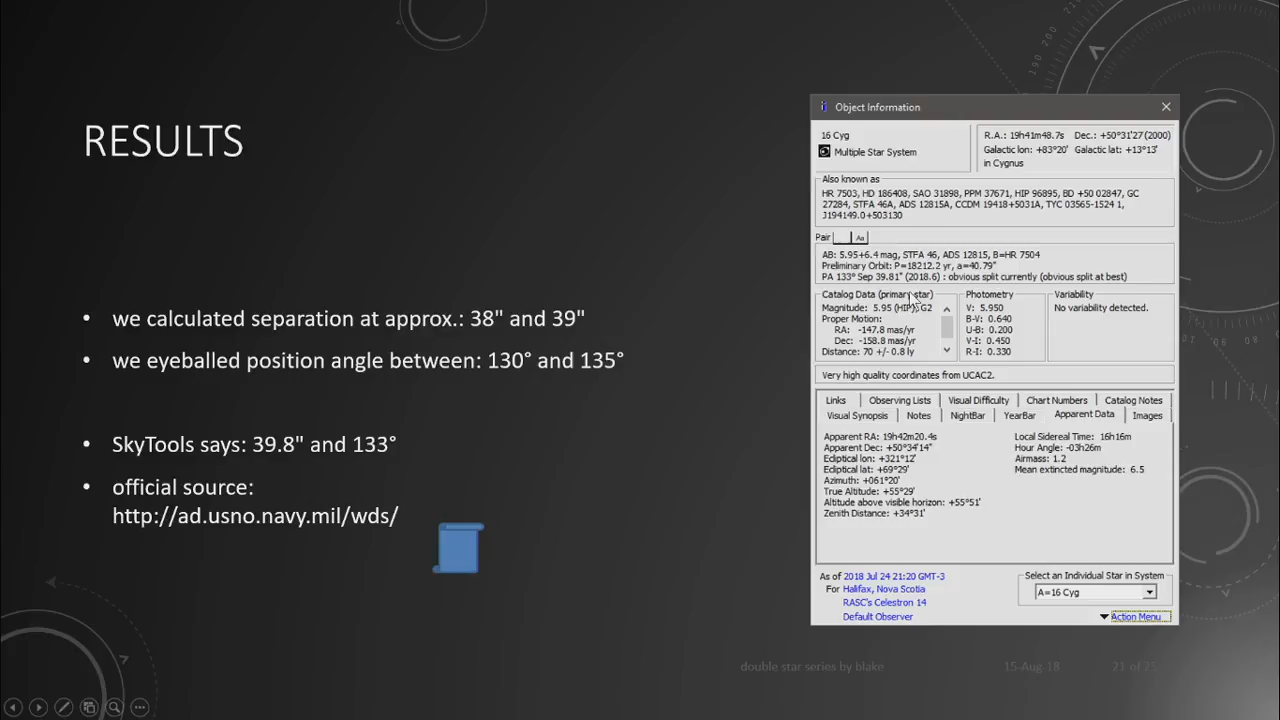 RESULTS
• we calculated separation at approx.: 38" and 39"
• we eyeballed position angle between: 130° and 135°
• SkyTools says: 39.8" and 133°
• official source:
http://ad.usno.navy.mil/wds/
Object Information
16 Cyg
Multiple Star System
R.A.: 19h41m48.7s Dec.: +50°31'27 (2000)
Galactic lon: +83°20' Galactic lat: +13°13'
in Cygnus
Also known as
HR 7503, HD 186408, SAO 31898, PPM 37671, HIP 96895, BD +50 02847, GC
27284, STFA 46A, ADS 12815A, CCDM 19418+5031A, TYC 03565-1524 1,
J194149.0+503130
Pair Aa
AB: 5.95+6.4 mag, STFA 46, ADS 12815, B=HR 7504
Preliminary Orbit: P=18212.2 yr, a=40.79"
PA 133° Sep 39.81" (2018.6) : obvious split currently (obvious split at best)
Catalog Data (primary star)
Magnitude: 5.95 (HIP), G2
Proper Motion:
RA: -147.8 mas/yr
Dec: -158.8 mas/yr
Distance: 70 +/- 0.8 ly
Photometry
V: 5.950
B-V: 0.640
U-B: 0.200
V-I: 0.450
R-I: 0.330
Variability
No variability detected.
Very high quality coordinates from UCAC2.
Links Observing Lists Visual Difficulty Chart Numbers Catalog Notes
Visual Synopsis Notes NightBar YearBar Apparent Data Images
Apparent RA: 19h42m20.4s
Apparent Dec: +50°34'14"
Ecliptical lon: +321°12'
Ecliptical lat: +69°29'
Azimuth: +061°20'
True Altitude: +55°29'
Altitude above visible horizon: +55°51'
Zenith Distance: +34°31'
Local Sidereal Time: 16h16m
Hour Angle: -03h26m
Airmass: 1.2
Mean extincted magnitude: 6.5
As of 2018 Jul 24 21:20 GMT-3
For Halifax, Nova Scotia
RASC's Celestron 14
Default Observer
Select an Individual Star in System
A=16 Cyg
Action Menu
double star series by blake 15-Aug-18 21 of 25